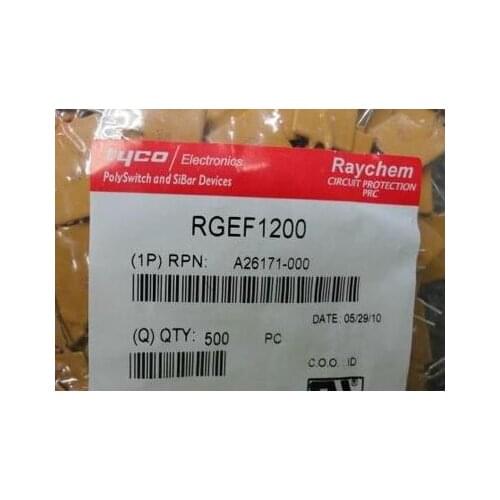 tyco / Electronics
PolySwitch and SiBar Devices
Raychem
CIRCUIT PROTECTION
PRC
RGEF1200
(1P) RPN: A26171-000
DATE: 05/29/10
(Q) QTY: 500 PC
C.O.O.: ID